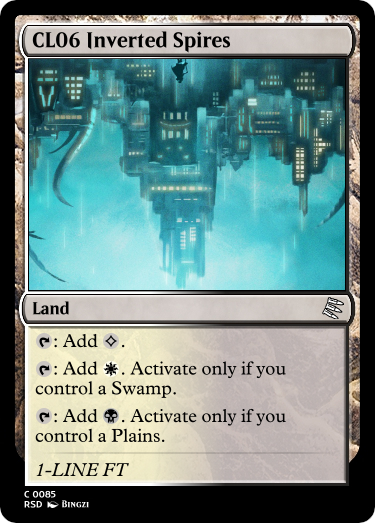 CL06 Inverted Spires
Land
: Add .
: Add . Activate only if you
control a Swamp.
: Add . Activate only if you
control a Plains.
1-LINE FT
C 0085
RSD Bingzi